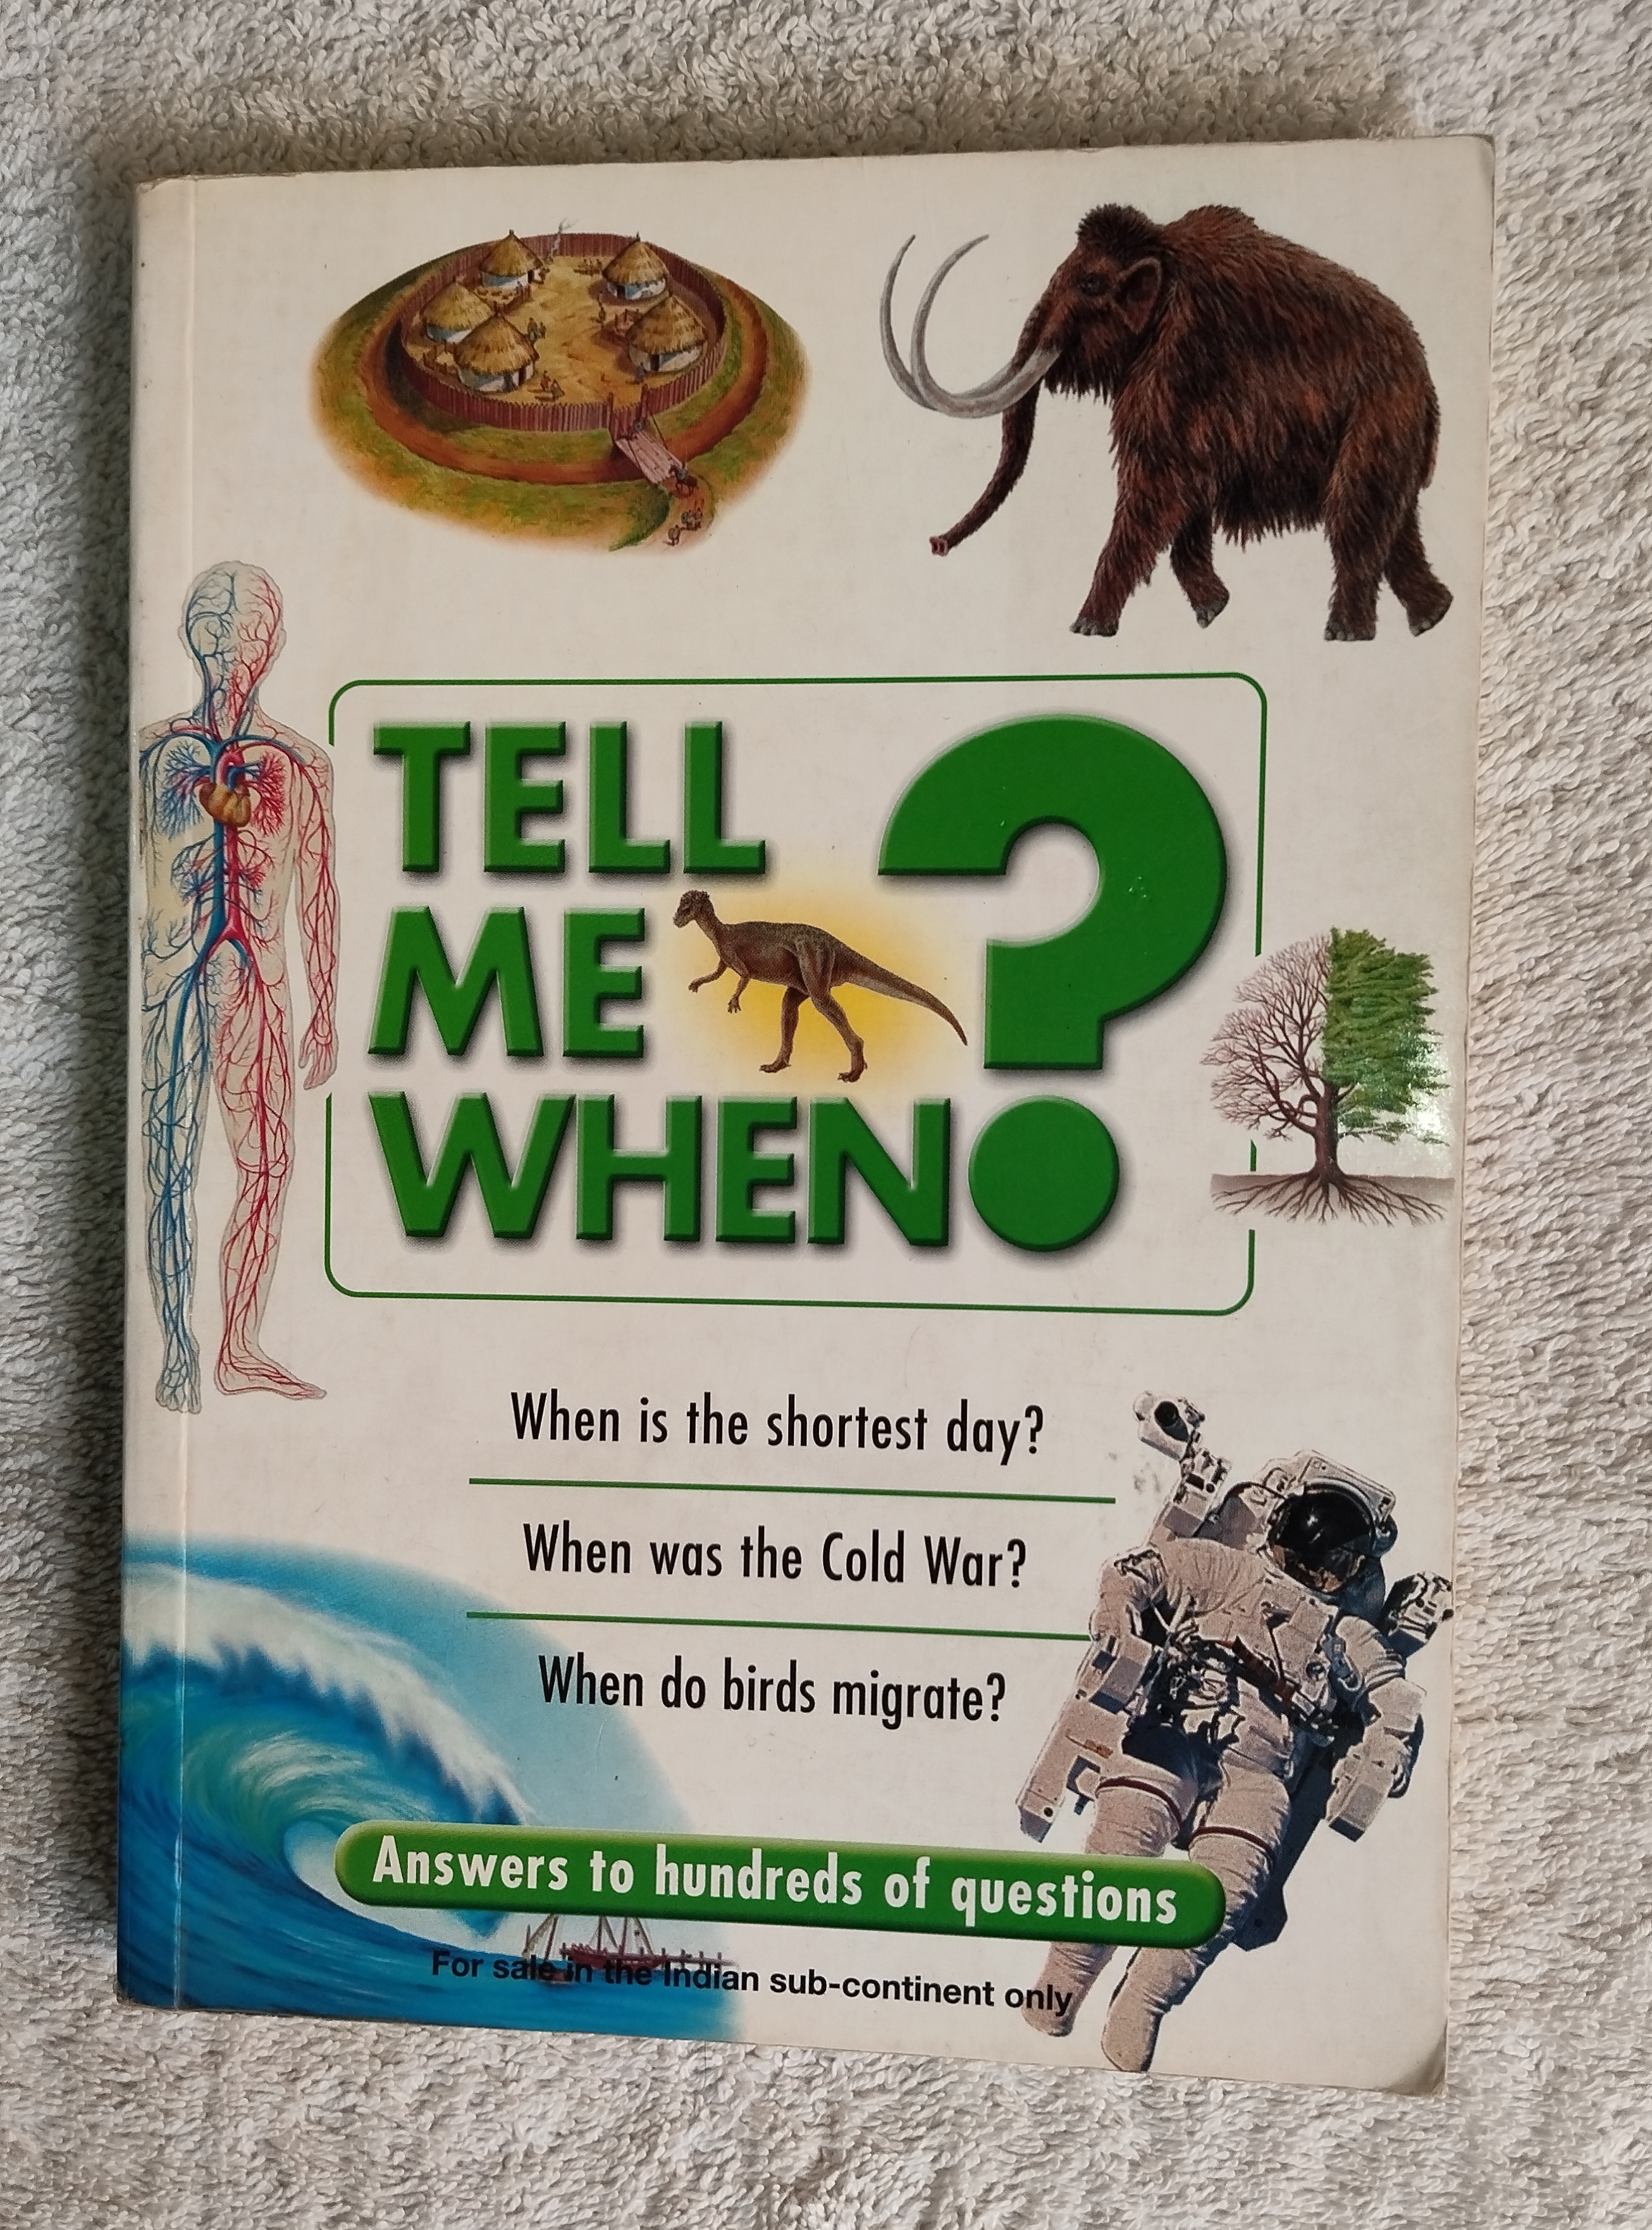 TELL
ME
WHEN?
When is the shortest day?
When was the Cold War?
When do birds migrate?
Answers to hundreds of questions
For sale in the Indian sub-continent only